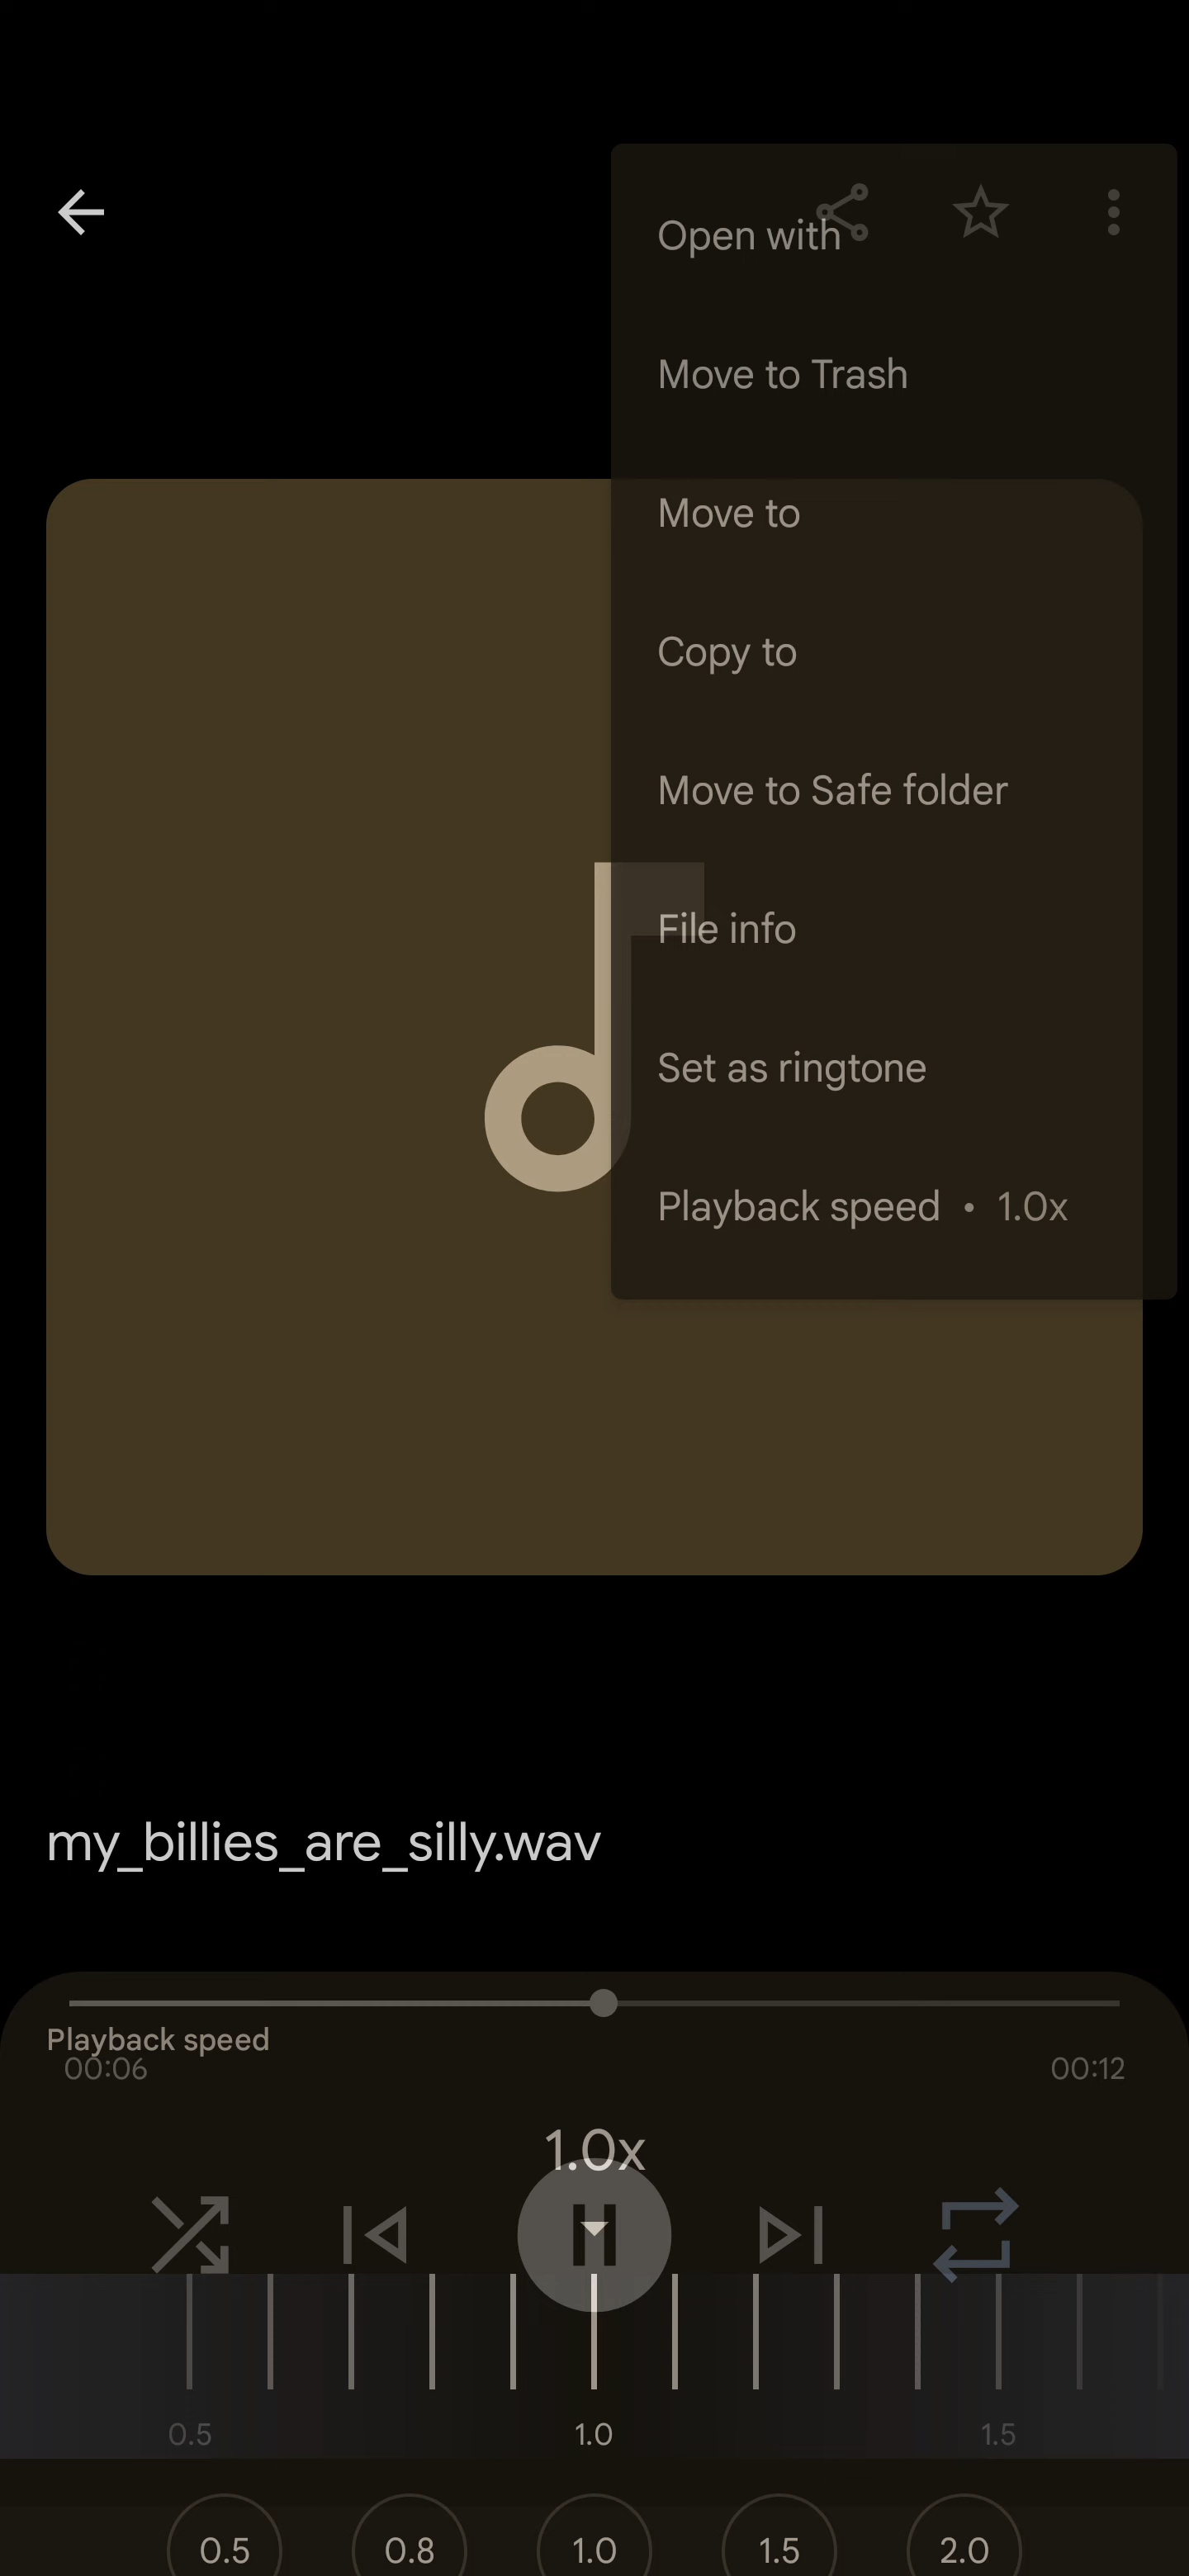 Open with
Move to Trash
Move to
Copy to
Move to Safe folder
File info
Set as ringtone
Playback speed • 1.0x
my_billies_are_silly.wav
Playback speed
00:06 00:12
1.0x
0.5 1.0 1.5
0.5 0.8 1.0 1.5 2.0